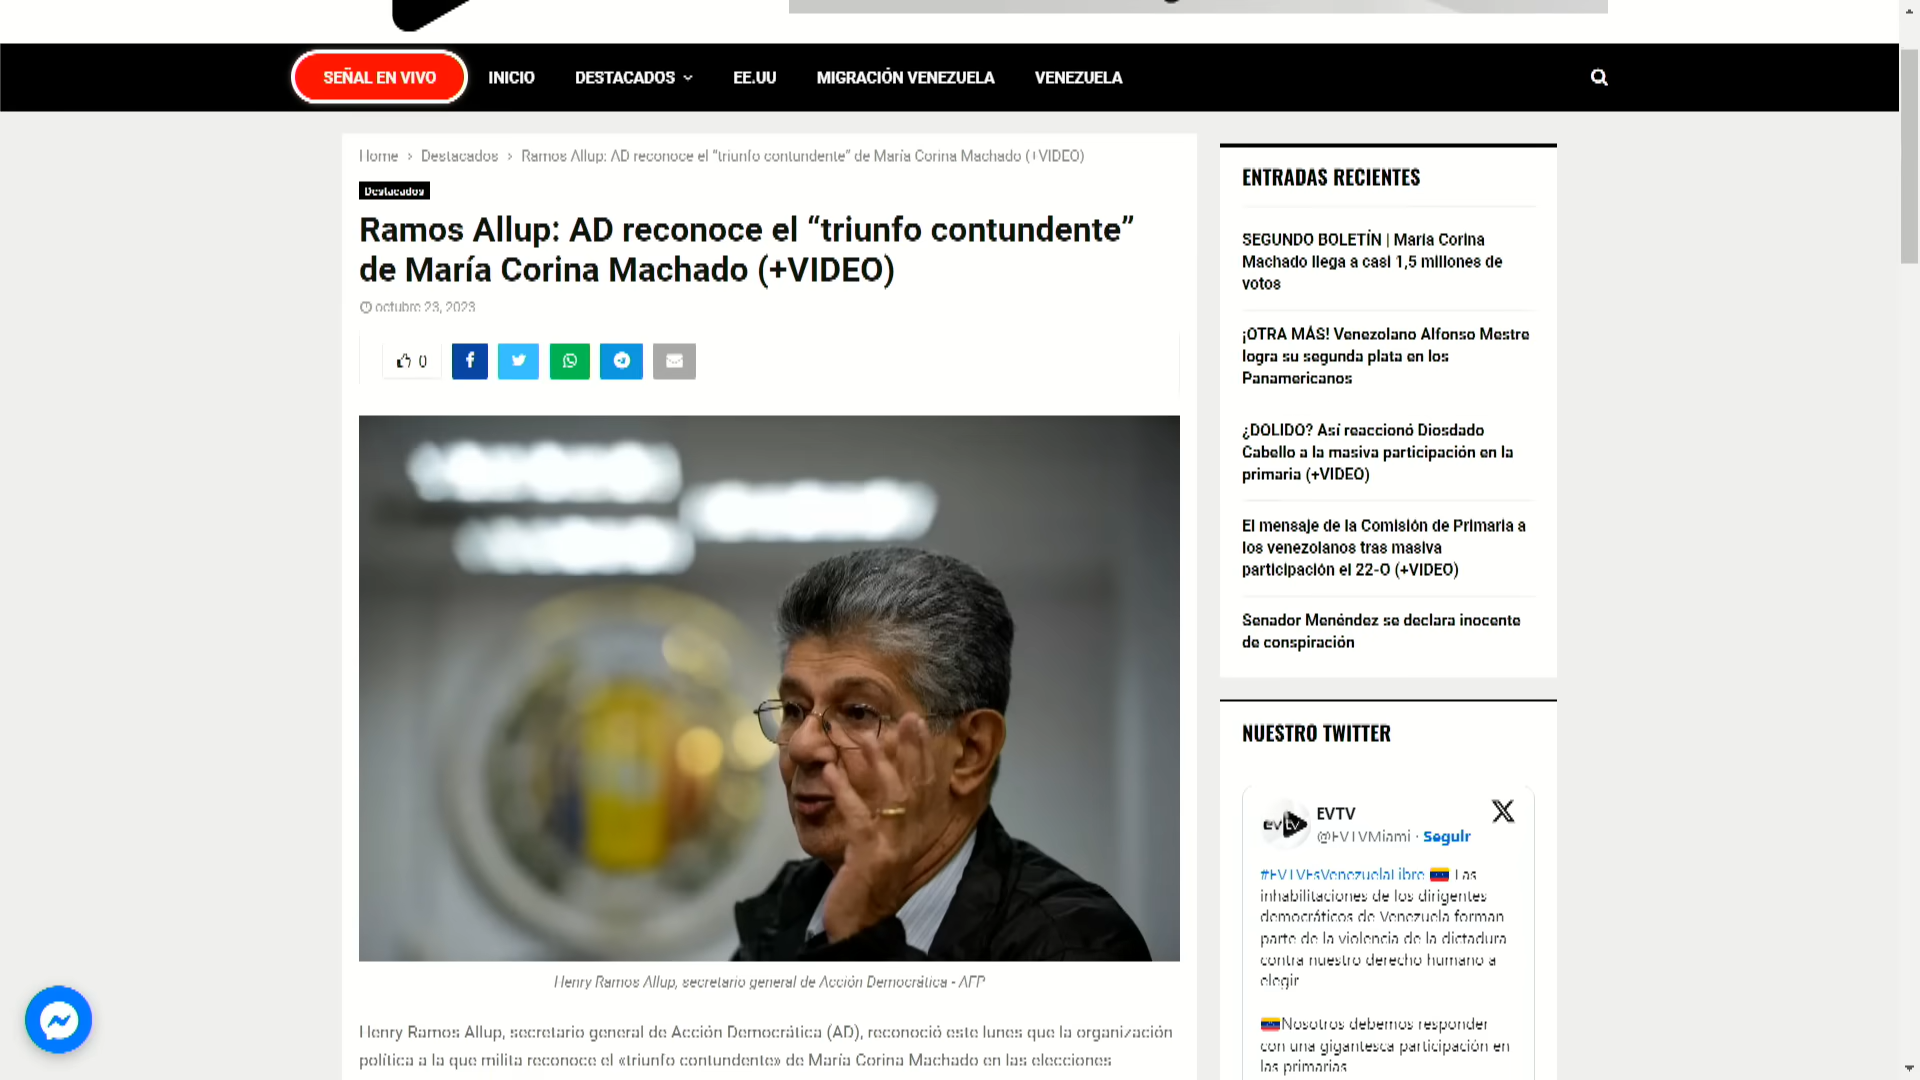 SEÑAL EN VIVO
INICIO
DESTACADOS
EE.UU
MIGRACIÓN VENEZUELA
VENEZUELA
Home > Destacados > Ramos Allup: AD reconoce el “triunfo contundente” de María Corina Machado (+VIDEO)
Destacados
Ramos Allup: AD reconoce el “triunfo contundente”
de María Corina Machado (+VIDEO)
octubre 23, 2023
0
Henry Ramos Allup, secretario general de Acción Democrática - AFP
Henry Ramos Allup, secretario general de Acción Democrática (AD), reconoció este lunes que la organización
política a la que milita reconoce el «triunfo contundente» de María Corina Machado en las elecciones
ENTRADAS RECIENTES
SEGUNDO BOLETÍN | María Corina
Machado llega a casi 1,5 millones de
votos
¡OTRA MÁS! Venezolano Alfonso Mestre
logra su segunda plata en los
Panamericanos
¿DOLIDO? Así reaccionó Diosdado
Cabello a la masiva participación en la
primaria (+VIDEO)
El mensaje de la Comisión de Primaria a
los venezolanos tras masiva
participación el 22-O (+VIDEO)
Senador Menéndez se declara inocente
de conspiración
NUESTRO TWITTER
EVTV
EVTV
@EVTVMiami · Seguir
#EVTVEsVenezuelaLibre 🇻🇪 Las
inhabilitaciones de los dirigentes
democráticos de Venezuela forman
parte de la violencia de la dictadura
contra nuestro derecho humano a
elegir
🇻🇪Nosotros debemos responder
con una gigantesca participación en
las primarias